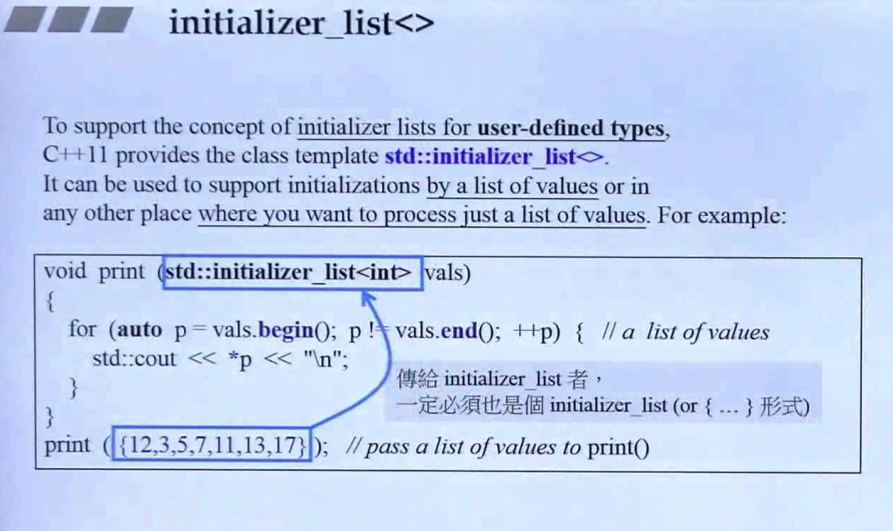 initializer_list<>
To support the concept of initializer lists for user-defined types,
C++11 provides the class template std::initializer_list<>.
It can be used to support initializations by a list of values or in
any other place where you want to process just a list of values. For example:
void print (std::initializer_list<int> vals)
{
for (auto p = vals.begin(); p != vals.end(); ++p) { // a list of values
std::cout << *p << "\n";
}
}
傳給 initializer_list 者，
一定必須也是個 initializer_list (or { ... } 形式)
print ( {12,3,5,7,11,13,17} ); // pass a list of values to print()